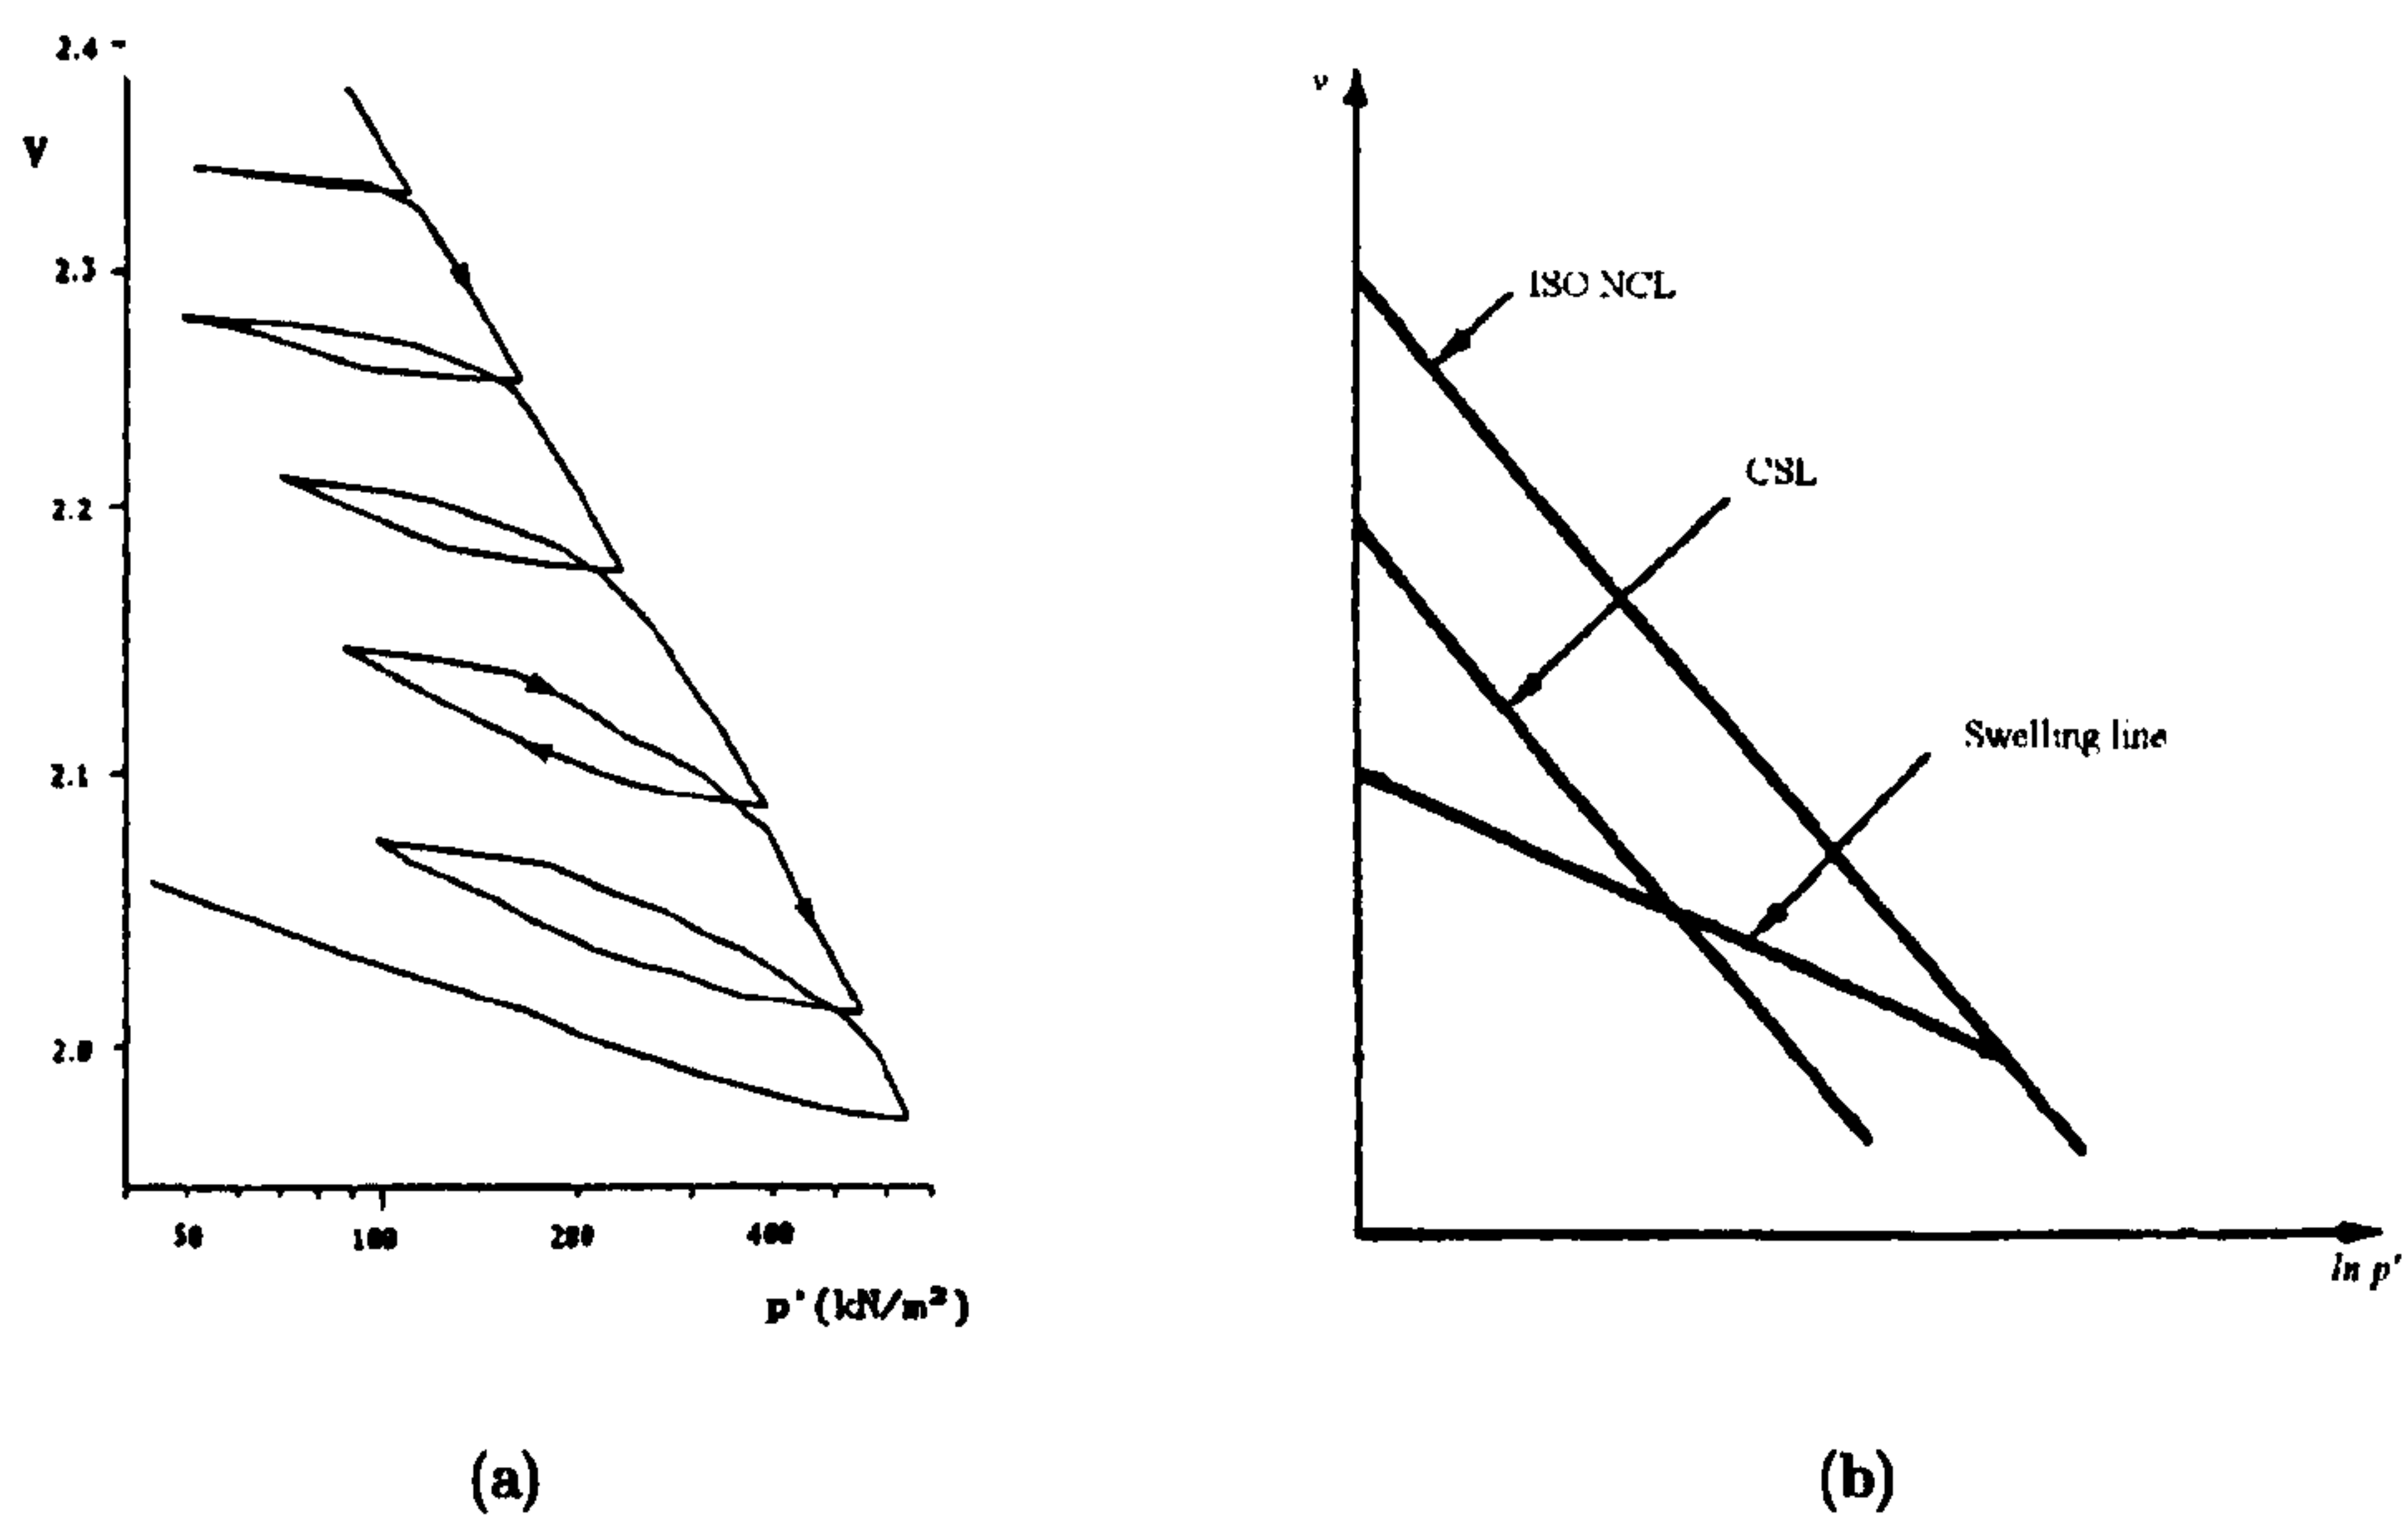 2.4
V
2.3
2.2
2.1
2.0
50 100 200 400
p'(kN/m²)
(a)
v
ISO NCL
CSL
Swelling line
ln p'
(b)